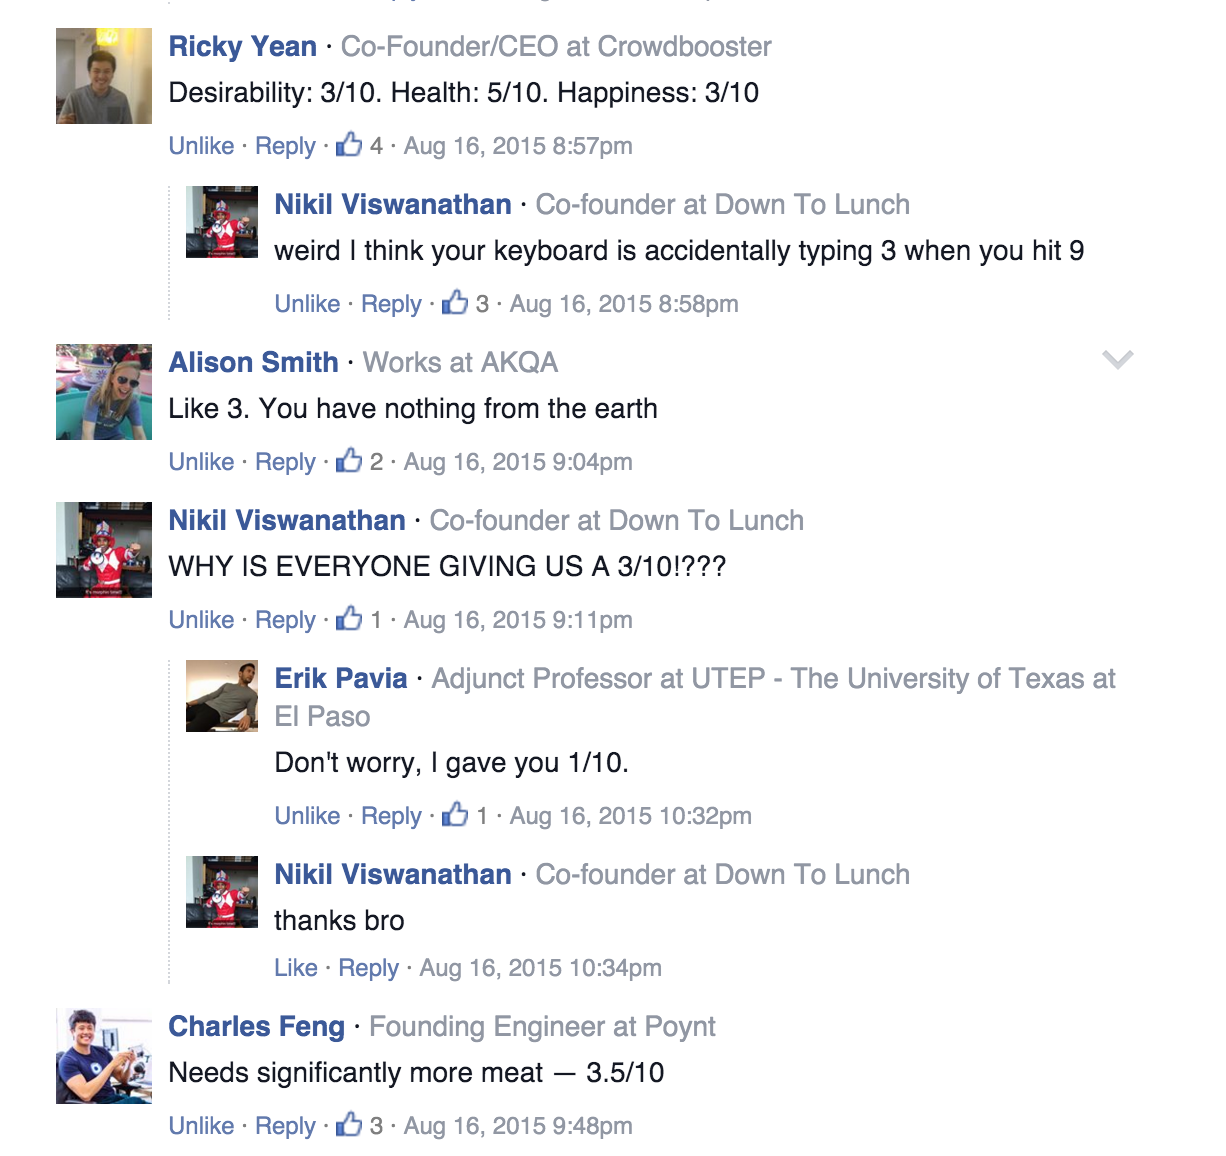 Ricky Yean · Co-Founder/CEO at Crowdbooster
Desirability: 3/10. Health: 5/10. Happiness: 3/10
Unlike · Reply · 4 · Aug 16, 2015 8:57pm
Nikil Viswanathan · Co-founder at Down To Lunch
weird I think your keyboard is accidentally typing 3 when you hit 9
Unlike · Reply · 3 · Aug 16, 2015 8:58pm
Alison Smith · Works at AKQA
Like 3. You have nothing from the earth
Unlike · Reply · 2 · Aug 16, 2015 9:04pm
Nikil Viswanathan · Co-founder at Down To Lunch
WHY IS EVERYONE GIVING US A 3/10!???
Unlike · Reply · 1 · Aug 16, 2015 9:11pm
Erik Pavia · Adjunct Professor at UTEP - The University of Texas at
El Paso
Don't worry, I gave you 1/10.
Unlike · Reply · 1 · Aug 16, 2015 10:32pm
Nikil Viswanathan · Co-founder at Down To Lunch
thanks bro
Like · Reply · Aug 16, 2015 10:34pm
Charles Feng · Founding Engineer at Poynt
Needs significantly more meat — 3.5/10
Unlike · Reply · 3 · Aug 16, 2015 9:48pm